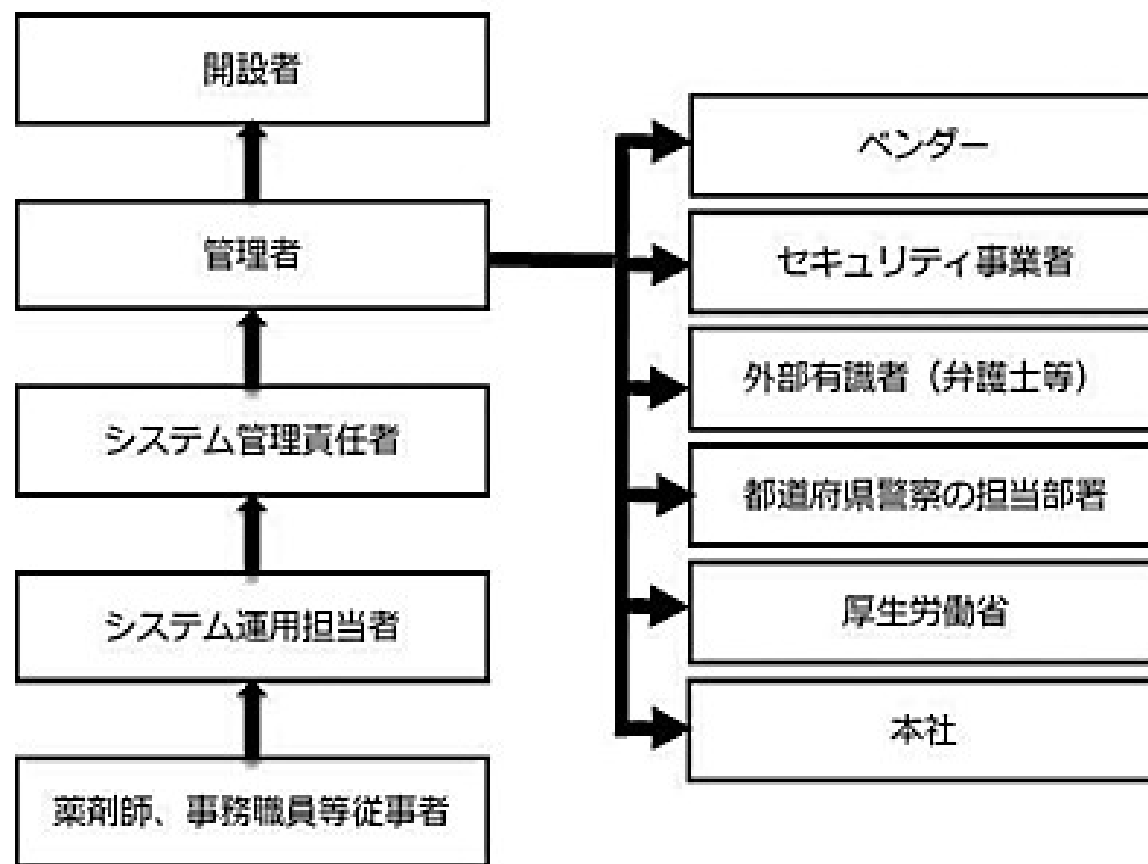 開設者
管理者
システム管理責任者
システム運用担当者
薬剤師、事務職員等従事者
ベンダー
セキュリティ事業者
外部有識者（弁護士等）
都道府県警察の担当部署
厚生労働省
本社